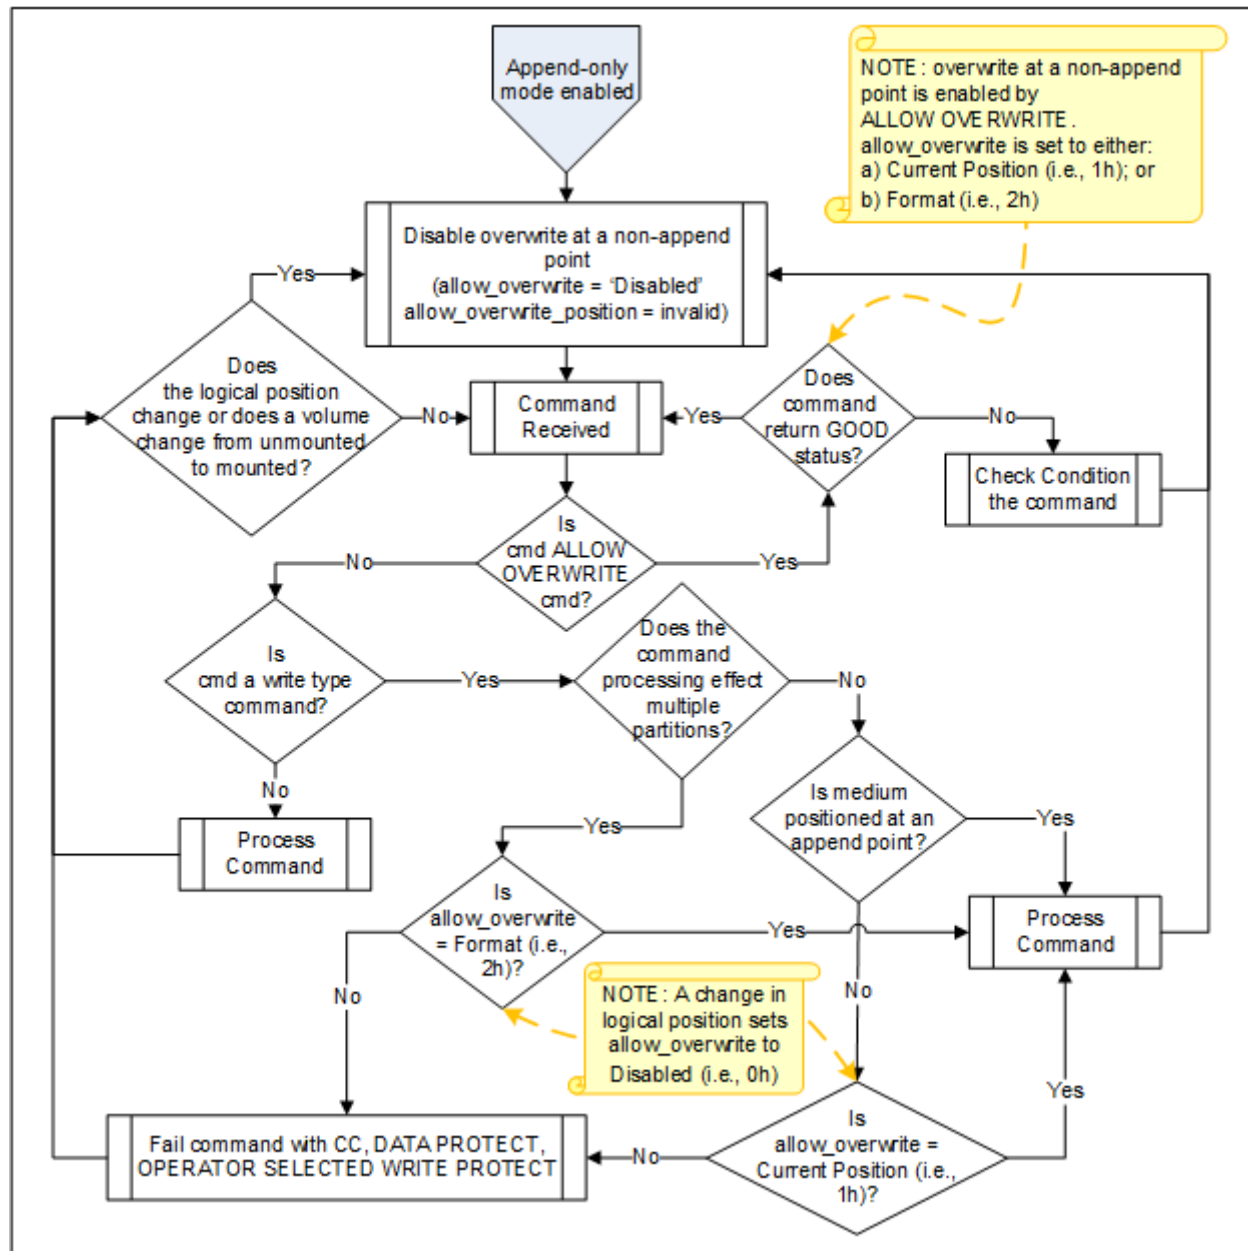 Append-only
mode enabled
NOTE : overwrite at a non-append
point is enabled by
ALLOW OVERWRITE .
allow_overwrite is set to either:
a) Current Position (i.e., 1h); or
b) Format (i.e., 2h)
Disable overwrite at a non-append
point
(allow_overwrite = ‘Disabled’
allow_overwrite_position = invalid)
Yes
Does
the logical position
change or does a volume
change from unmounted
to mounted?
No
Command
Received
Yes
Does
command
return GOOD
status?
No
Check Condition
the command
Is
cmd ALLOW
OVERWRITE
cmd?
No
Yes
Is
cmd a write type
command?
Yes
Does the
command
processing effect
multiple
partitions?
No
No
Process
Command
Yes
Is medium
positioned at an
append point?
Yes
Is
allow_overwrite
= Format (i.e.,
2h)?
Yes
Process
Command
No
No
NOTE : A change in
logical position sets
allow_overwrite to
Disabled (i.e., 0h)
Yes
Fail command with CC, DATA PROTECT,
OPERATOR SELECTED WRITE PROTECT
No
Is
allow_overwrite =
Current Position (i.e.,
1h)?